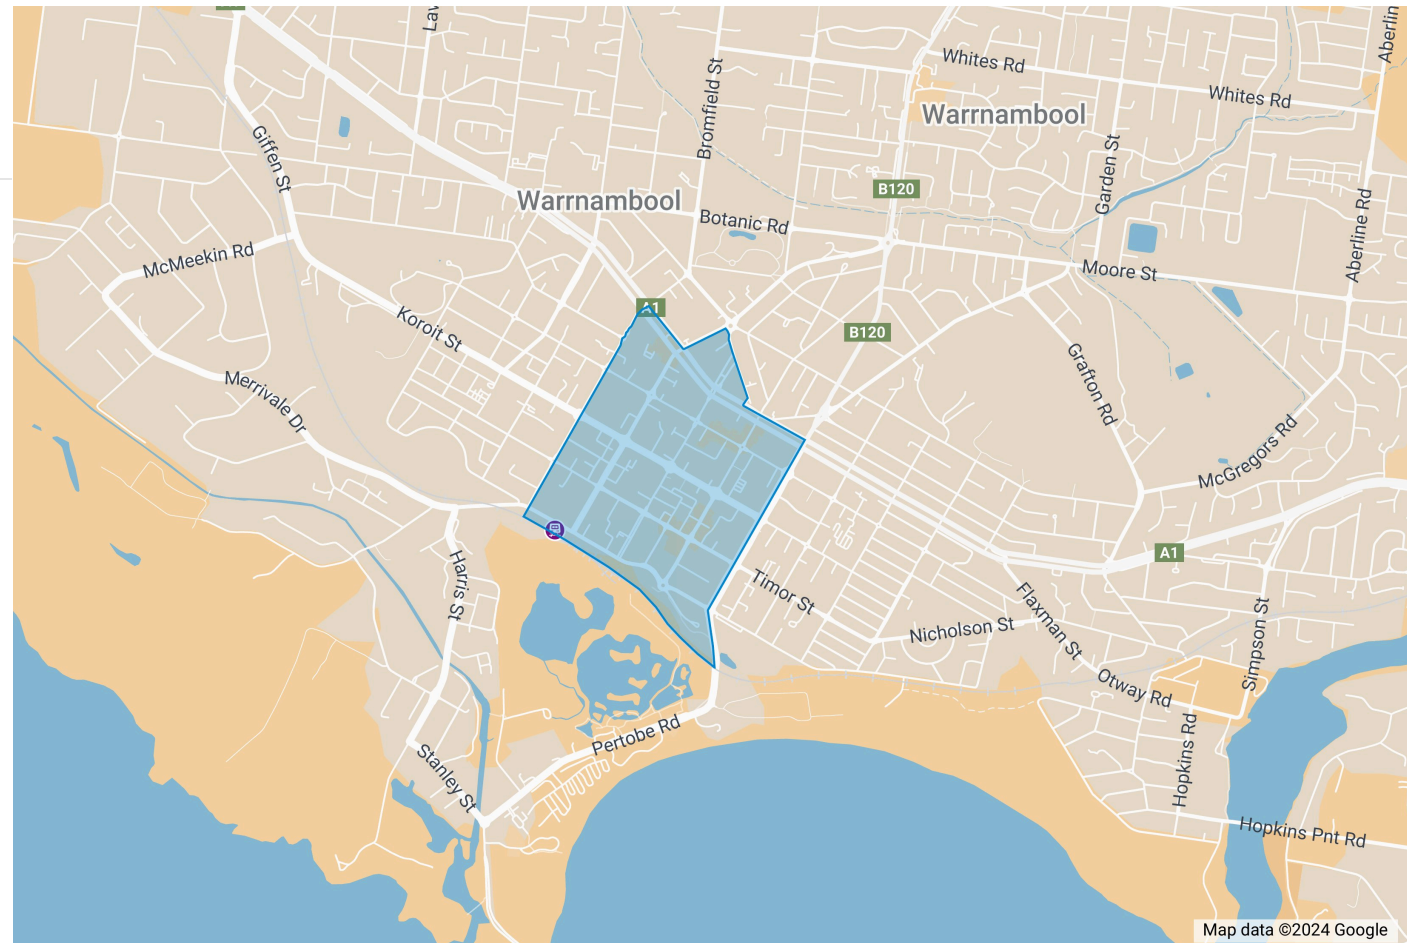 Lav
Aberlin
Whites Rd
Whites Rd
Bromfield St
Warrnambool
Giffen St
Garden St
B120
Warrnambool
Botanic Rd
Aberline Rd
McMeekin Rd
Moore St
A1
Koroit St
B120
Merrivale Dr
Grafton Rd
McGregors Rd
A1
Harris St
Timor St
Flaxman St
Nicholson St
Simpson St
Otway Rd
Pertobe Rd
Stanley St
Hopkins Rd
Hopkins Pnt Rd
Map data ©2024 Google